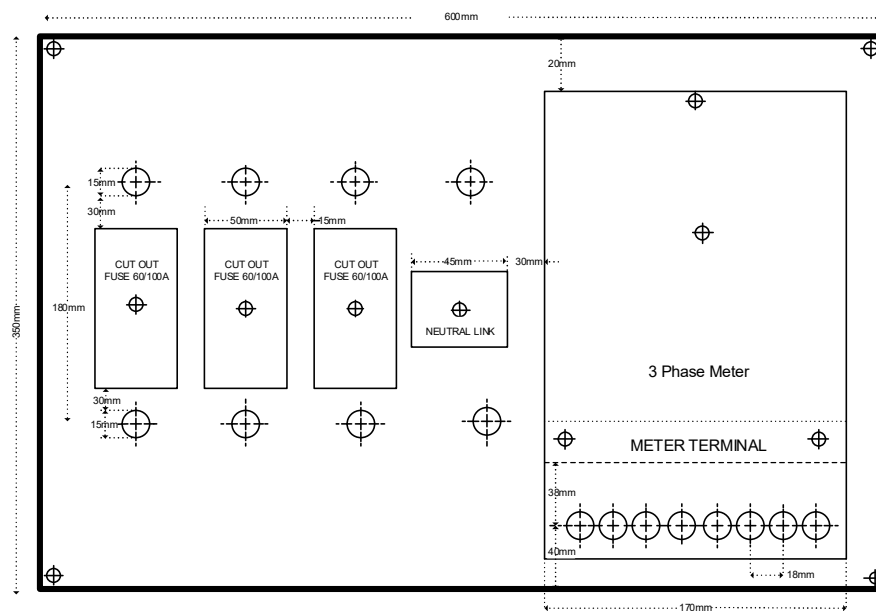 600mm
20mm
15mm
30mm
50mm
15mm
CUT OUT
FUSE 60/100A
CUT OUT
FUSE 60/100A
CUT OUT
FUSE 60/100A
45mm
30mm
180mm
350mm
NEUTRAL LINK
3 Phase Meter
30mm
15mm
METER TERMINAL
38mm
40mm
18mm
170mm